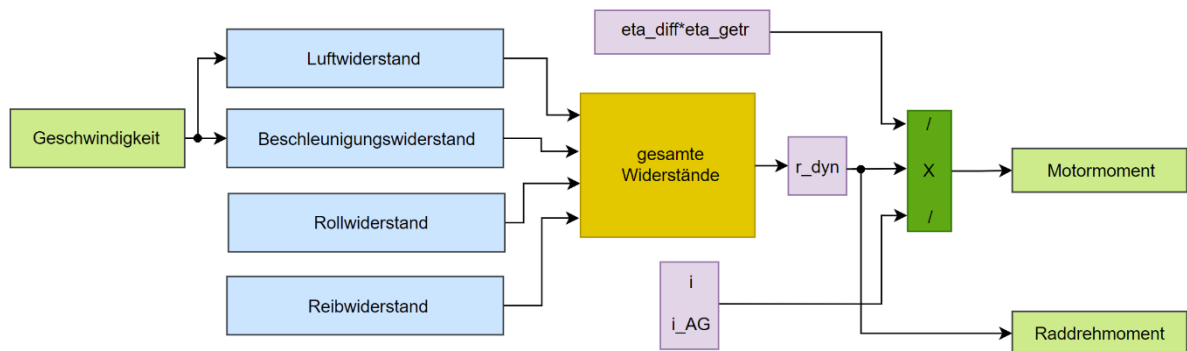 eta_diff*eta_getr
Luftwiderstand
Geschwindigkeit
Beschleunigungswiderstand
gesamte
Widerstände
r_dyn
/
X
/
Motormoment
Rollwiderstand
Reibwiderstand
i
i_AG
Raddrehmoment